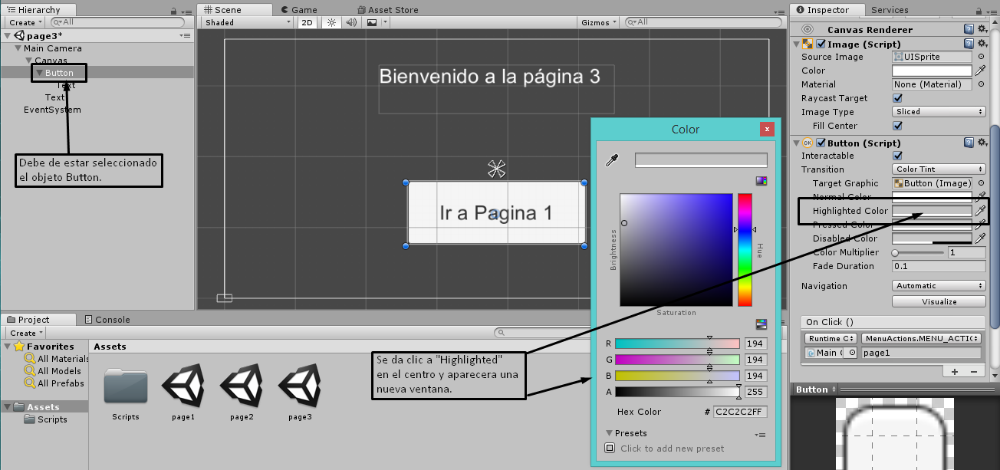 Hierarchy
Create
All
page3*
Main Camera
Canvas
Button
Text
Text
EventSystem
Debe de estar seleccionado
el objeto Button.
Scene
Game
Asset Store
Shaded
2D
Gizmos
All
Bienvenido a la página 3
Ir a Pagina 1
Color
Brightness
Hue
Saturation
R
194
G
194
B
194
A
255
Hex Color
# C2C2C2FF
Presets
Click to add new preset
Se da clic a "Highlighted"
en el centro y aparecera una
nueva ventana.
Project
Console
Create
Favorites
All Materials
All Models
All Prefabs
Assets
Scripts
Assets
Scripts
page1
page2
page3
Inspector
Services
Canvas Renderer
Image (Script)
Source Image
UISprite
Color
Material
None (Material)
Raycast Target
Image Type
Sliced
Fill Center
OK
Button (Script)
Interactable
Transition
Color Tint
Target Graphic
Button (Image)
Normal Color
Highlighted Color
Pressed Color
Disabled Color
Color Multiplier
1
Fade Duration
0.1
Navigation
Automatic
Visualize
On Click ()
Runtime O
MenuActions.MENU_ACTI
Main
page1
Button